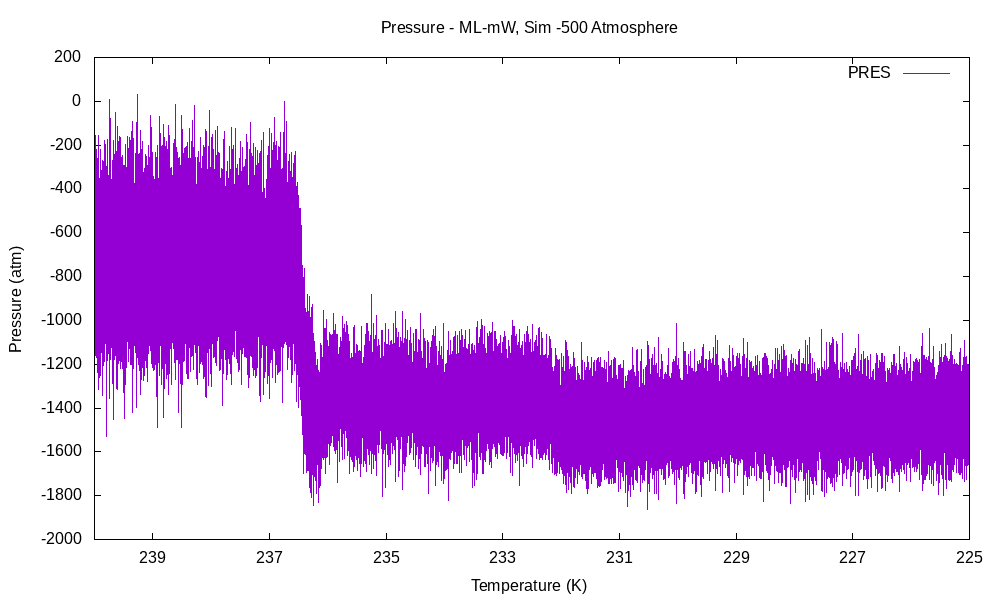 Pressure - ML-mW, Sim -500 Atmosphere
PRES
200
0
-200
-400
-600
-800
-1000
-1200
-1400
-1600
-1800
-2000
Pressure (atm)
239 237 235 233 231 229 227 225
Temperature (K)